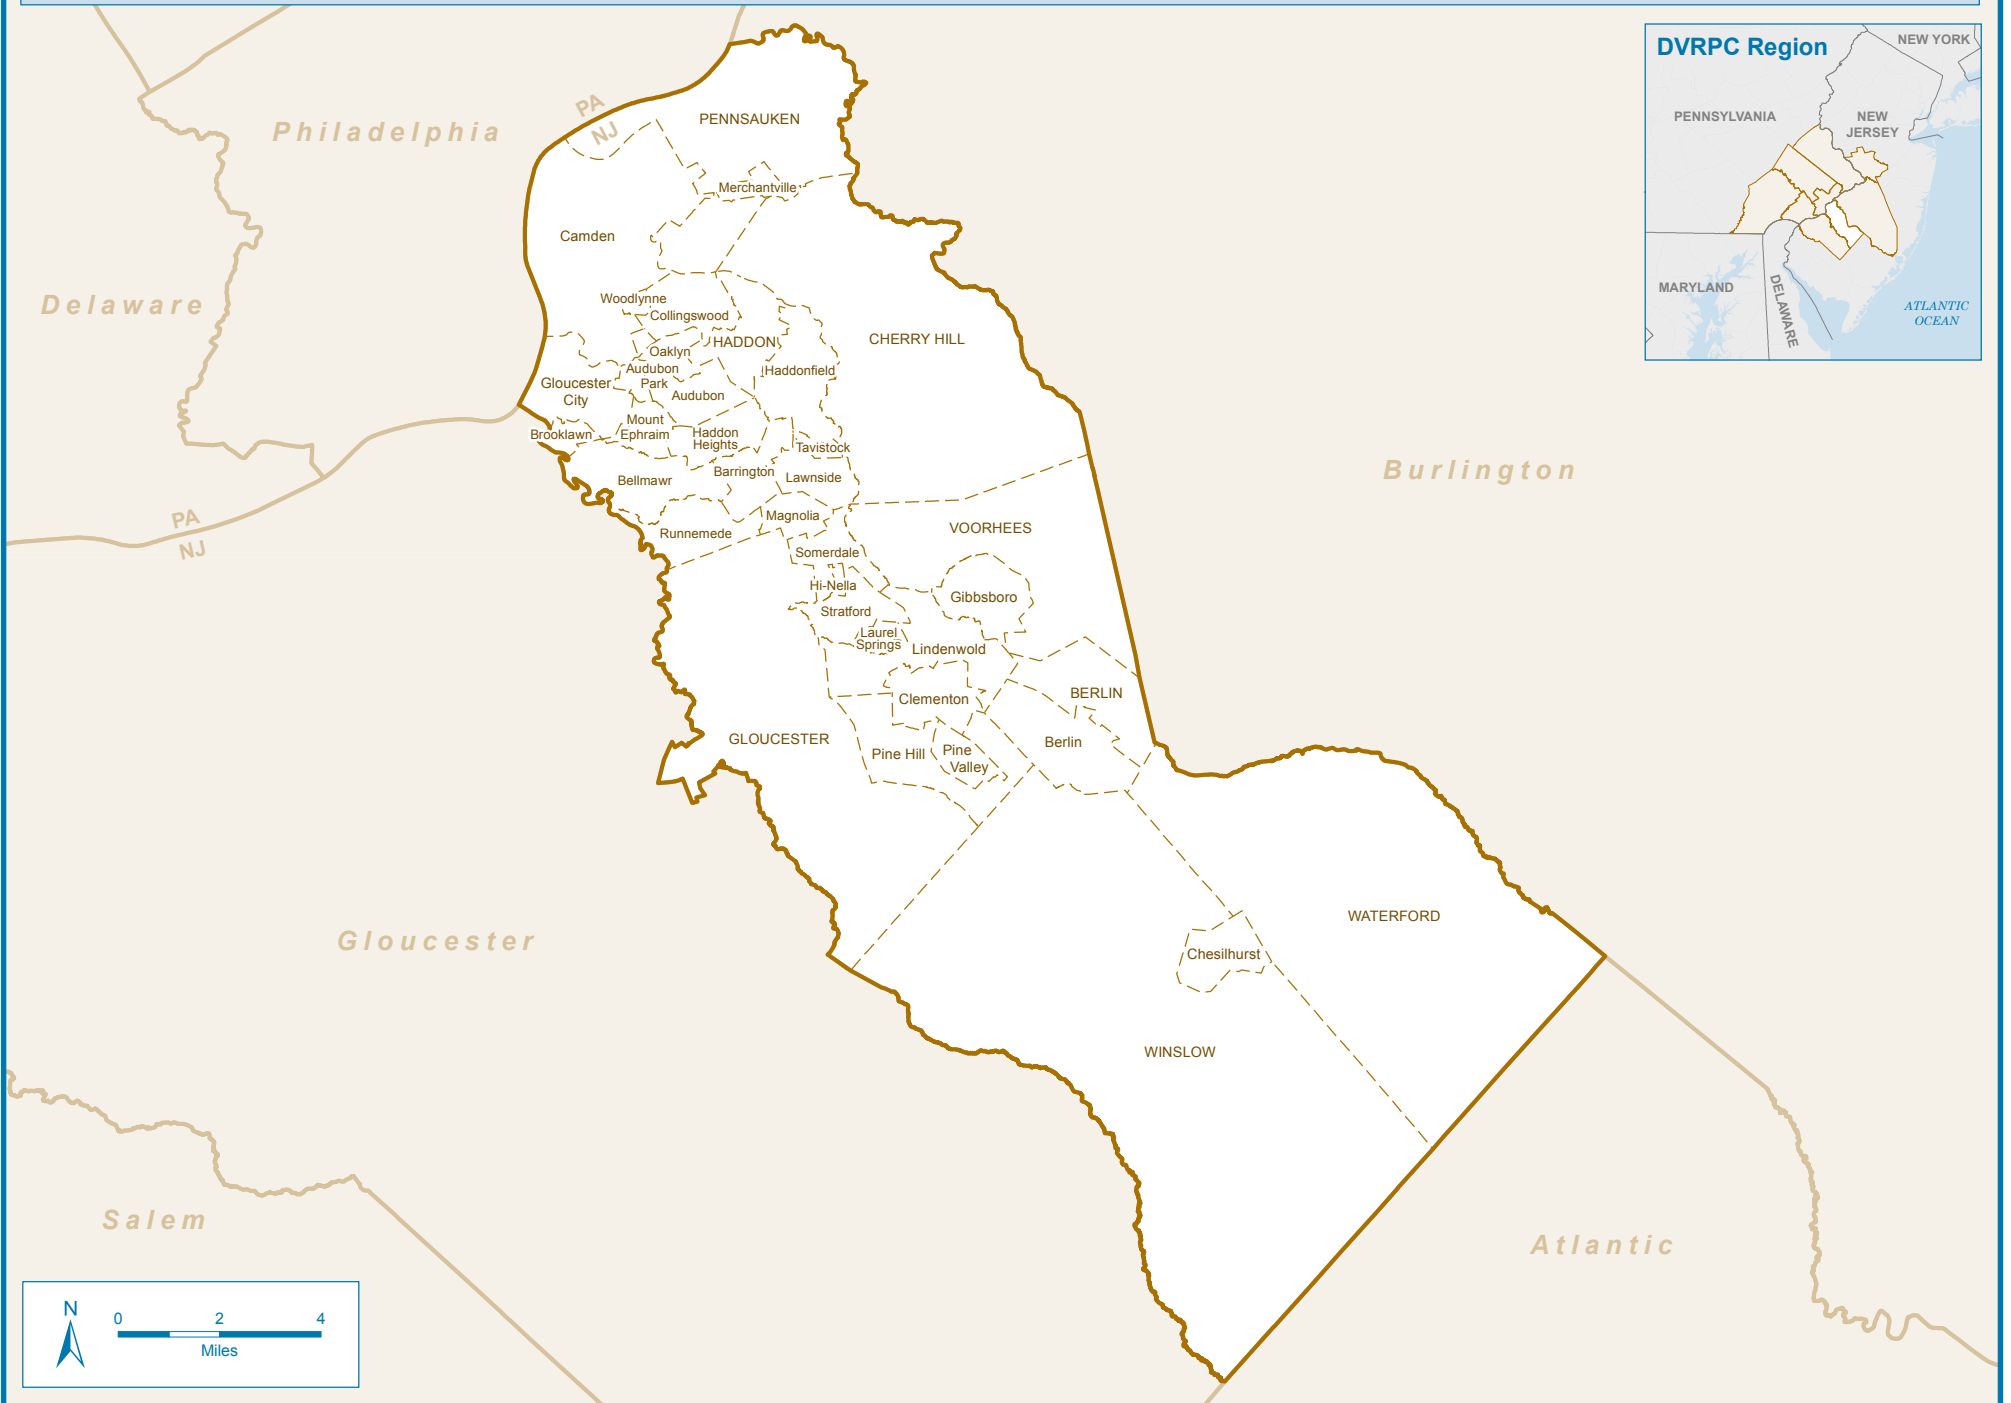 DVRPC Region
NEW YORK
PENNSYLVANIA
NEW
JERSEY
MARYLAND
DELAWARE
ATLANTIC
OCEAN
Philadelphia
PA
NJ
Delaware
PA
NJ
Burlington
Gloucester
Salem
Atlantic
PENNSAUKEN
Merchantville
Camden
Woodlynne
Collingswood
HADDON
CHERRY HILL
Oaklyn
Audubon
Park
Haddonfield
Gloucester
City
Audubon
Mount
Ephraim
Brooklawn
Haddon
Heights
Tavistock
Barrington
Lawnside
Bellmawr
Magnolia
Runnemede
VOORHEES
Somerdale
Hi-Nella
Gibbsboro
Stratford
Laurel
Springs
Lindenwold
Clementon
BERLIN
GLOUCESTER
Berlin
Pine Hill
Pine
Valley
WATERFORD
Chesilhurst
WINSLOW
N
0 2 4
Miles